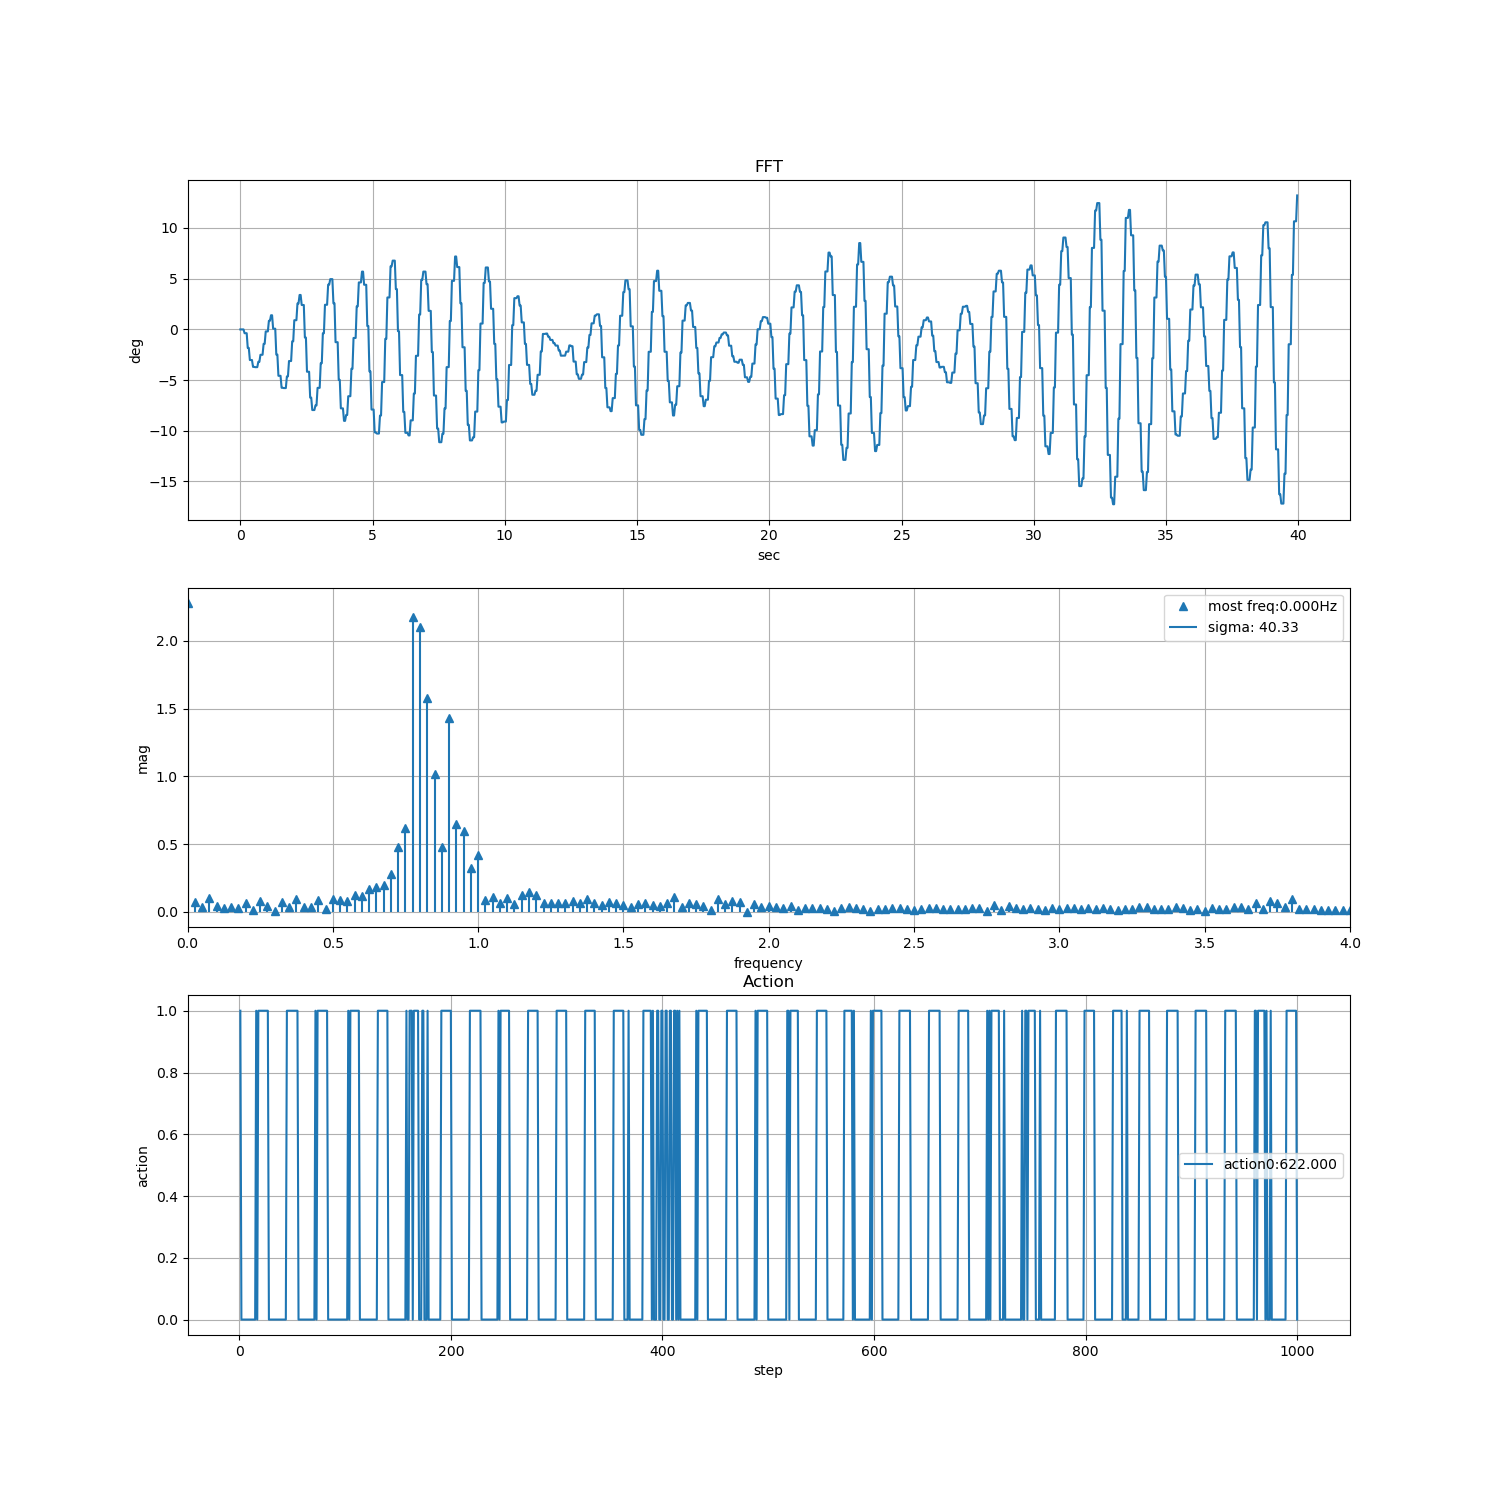 FFT
10
5
0
−5
−10
−15
deg
0 5 10 15 20 25 30 35 40
sec
most freq:0.000Hz
sigma: 40.33
2.0
1.5
1.0
0.5
0.0
mag
0.0 0.5 1.0 1.5 2.0 2.5 3.0 3.5 4.0
frequency
Action
1.0
0.8
0.6
0.4
0.2
0.0
action
action0:622.000
0 200 400 600 800 1000
step